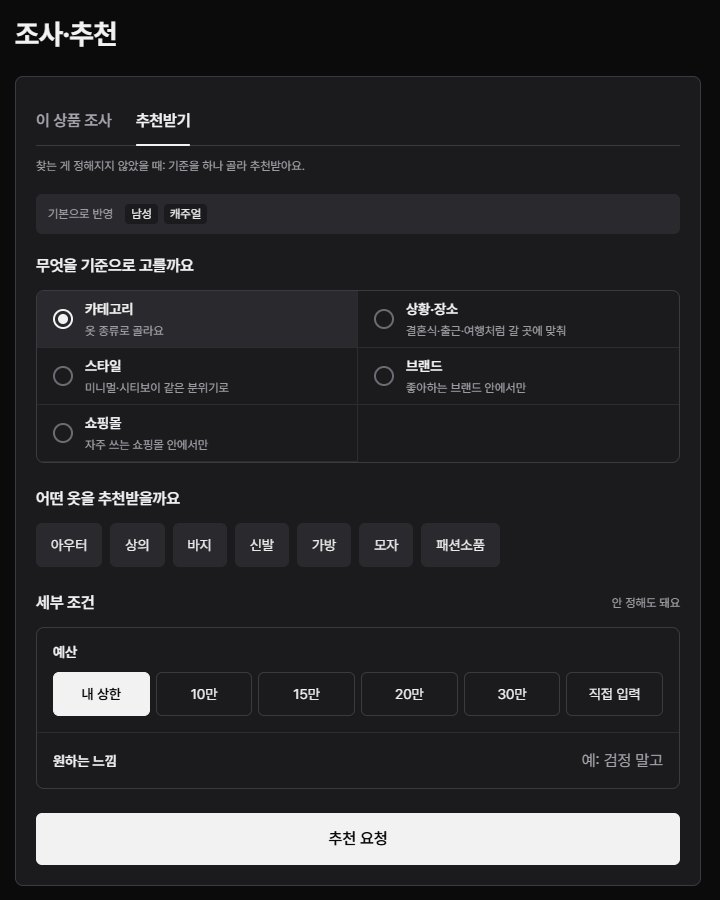 조사·추천
이 상품 조사 추천받기
찾는 게 정해지지 않았을 때: 기준을 하나 골라 추천받아요.
기본으로 반영 남성 캐주얼
무엇을 기준으로 고를까요
카테고리
옷 종류로 골라요
상황·장소
결혼식·출근·여행처럼 갈 곳에 맞춰
스타일
미니멀·시티보이 같은 분위기로
브랜드
좋아하는 브랜드 안에서만
쇼핑몰
자주 쓰는 쇼핑몰 안에서만
어떤 옷을 추천받을까요
아우터 상의 바지 신발 가방 모자 패션소품
세부 조건 안 정해도 돼요
예산
내 상한 10만 15만 20만 30만 직접 입력
원하는 느낌 예: 검정 말고
추천 요청